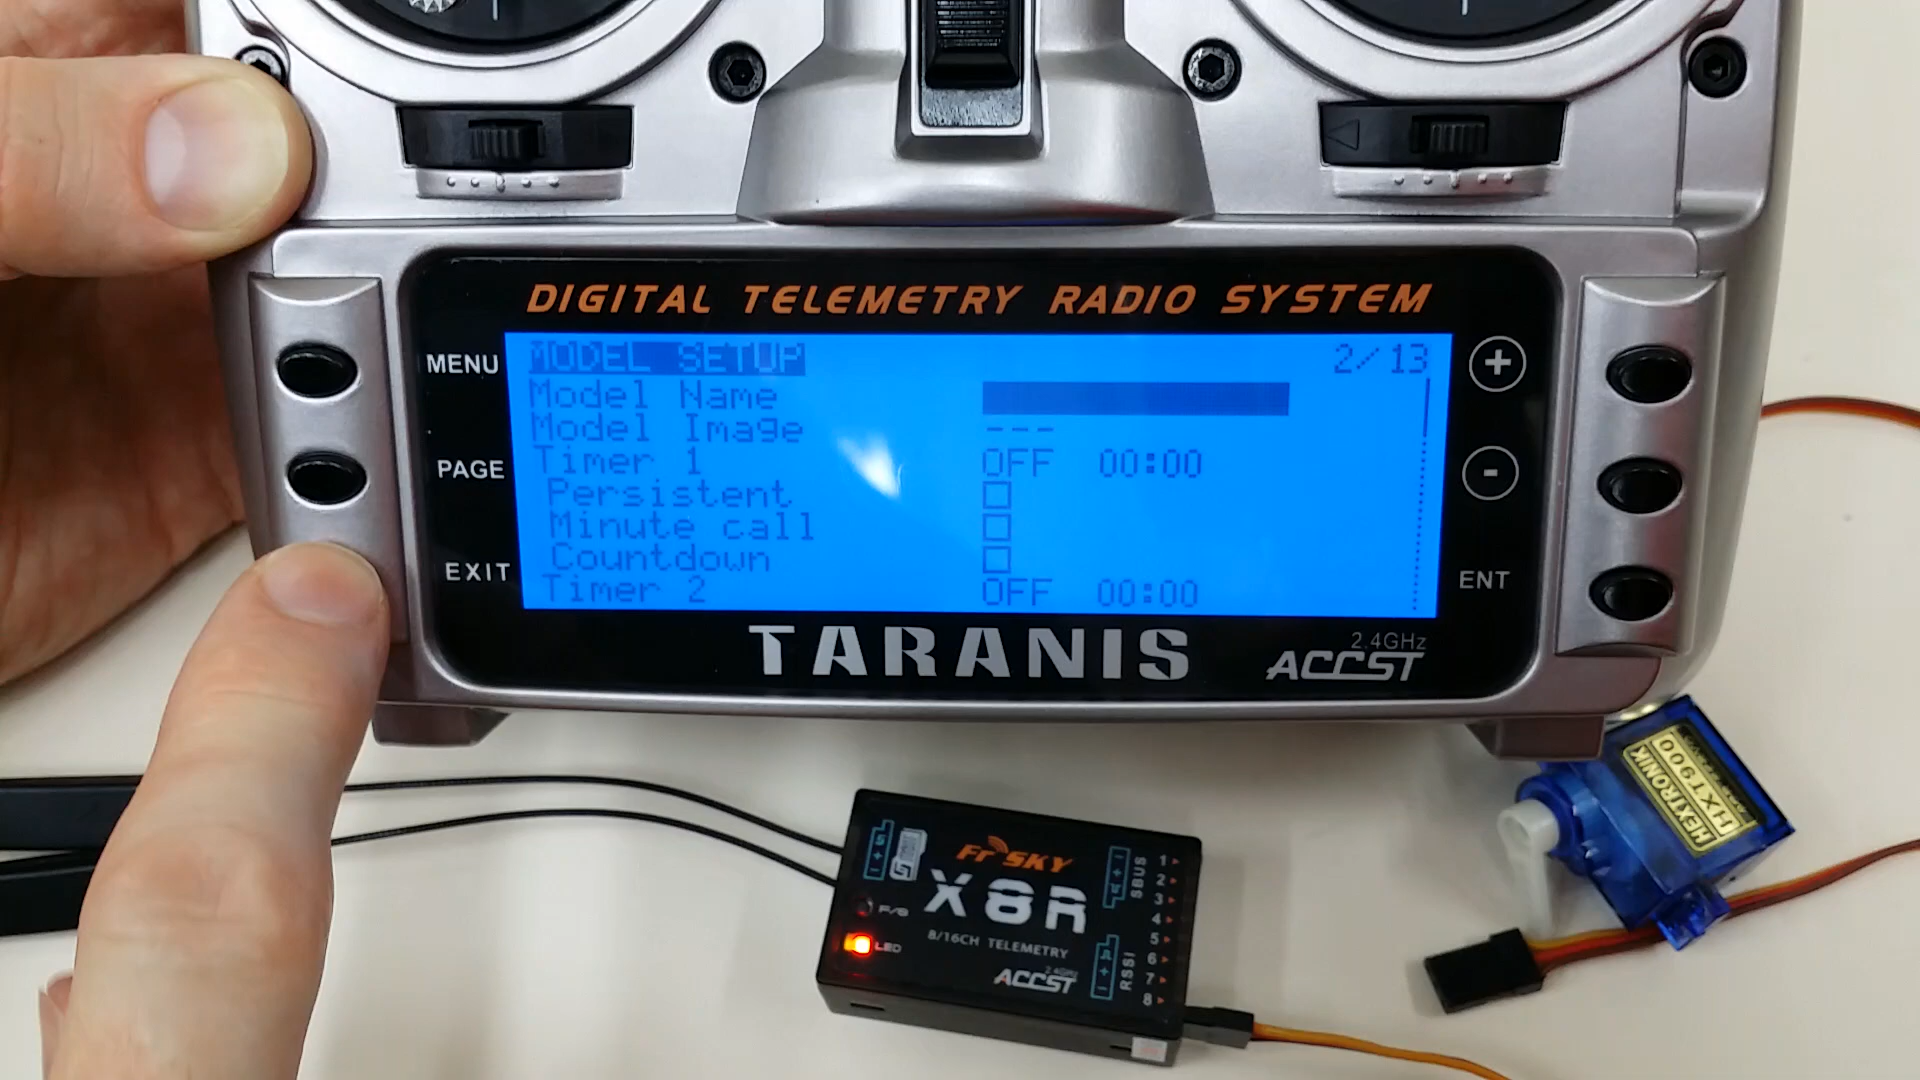 DIGITAL TELEMETRY RADIO SYSTEM
MENU
PAGE
EXIT
MODEL SETUP 2/13
Model Name
Model Image ---
Timer 1 OFF 00:00
Persistent
Minute call
Countdown
Timer 2 OFF 00:00
+
-
ENT
TARANIS
2.4GHz
ACCST
FrSKY
X8R
8/16CH TELEMETRY
2.4GHz
ACCST
F/S
LED
SBUS
RSSI
1
2
3
4
5
6
7
8
HEXTRONIK
HXT900